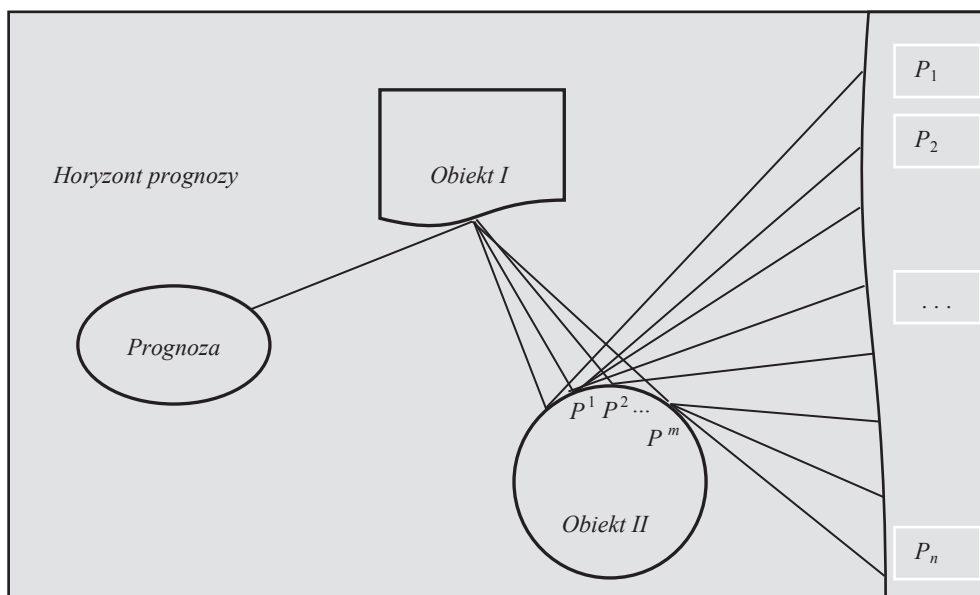 P₁
P₂
Horyzont prognozy
Obiekt I
. . .
Prognoza
P¹ P² ...
Pᵐ
Obiekt II
Pₙ